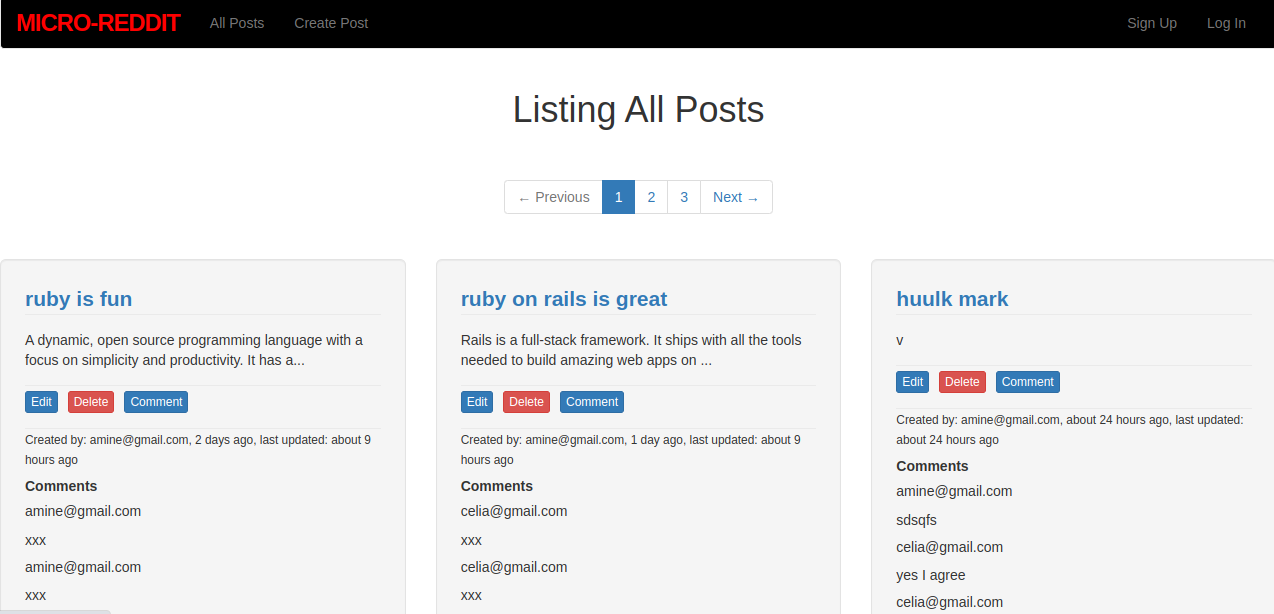 MICRO-REDDIT All Posts Create Post Sign Up Log In
Listing All Posts
← Previous 1 2 3 Next →
ruby is fun
A dynamic, open source programming language with a
focus on simplicity and productivity. It has a...
Edit Delete Comment
Created by: amine@gmail.com, 2 days ago, last updated: about 9
hours ago
Comments
amine@gmail.com
xxx
amine@gmail.com
xxx
ruby on rails is great
Rails is a full-stack framework. It ships with all the tools
needed to build amazing web apps on ...
Edit Delete Comment
Created by: amine@gmail.com, 1 day ago, last updated: about 9
hours ago
Comments
celia@gmail.com
xxx
celia@gmail.com
xxx
huulk mark
v
Edit Delete Comment
Created by: amine@gmail.com, about 24 hours ago, last updated:
about 24 hours ago
Comments
amine@gmail.com
sdsqfs
celia@gmail.com
yes I agree
celia@gmail.com